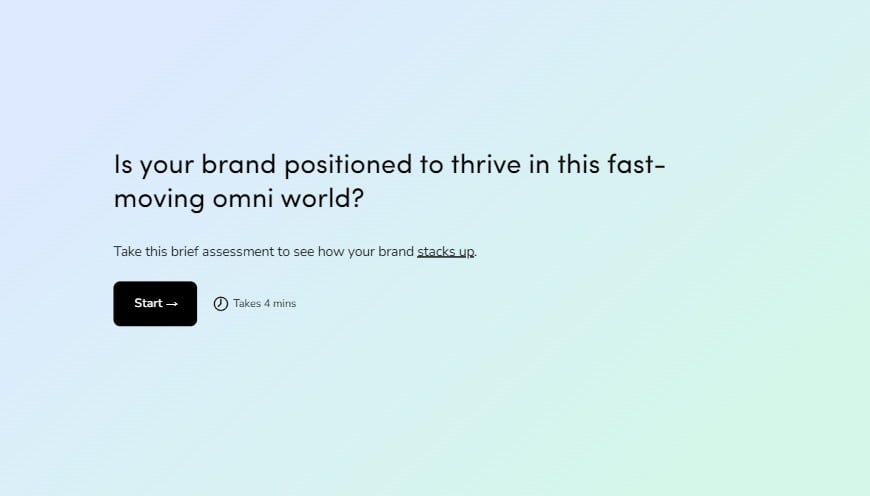 Is your brand positioned to thrive in this fast-
moving omni world?
Take this brief assessment to see how your brand stacks up.
Start →
Takes 4 mins